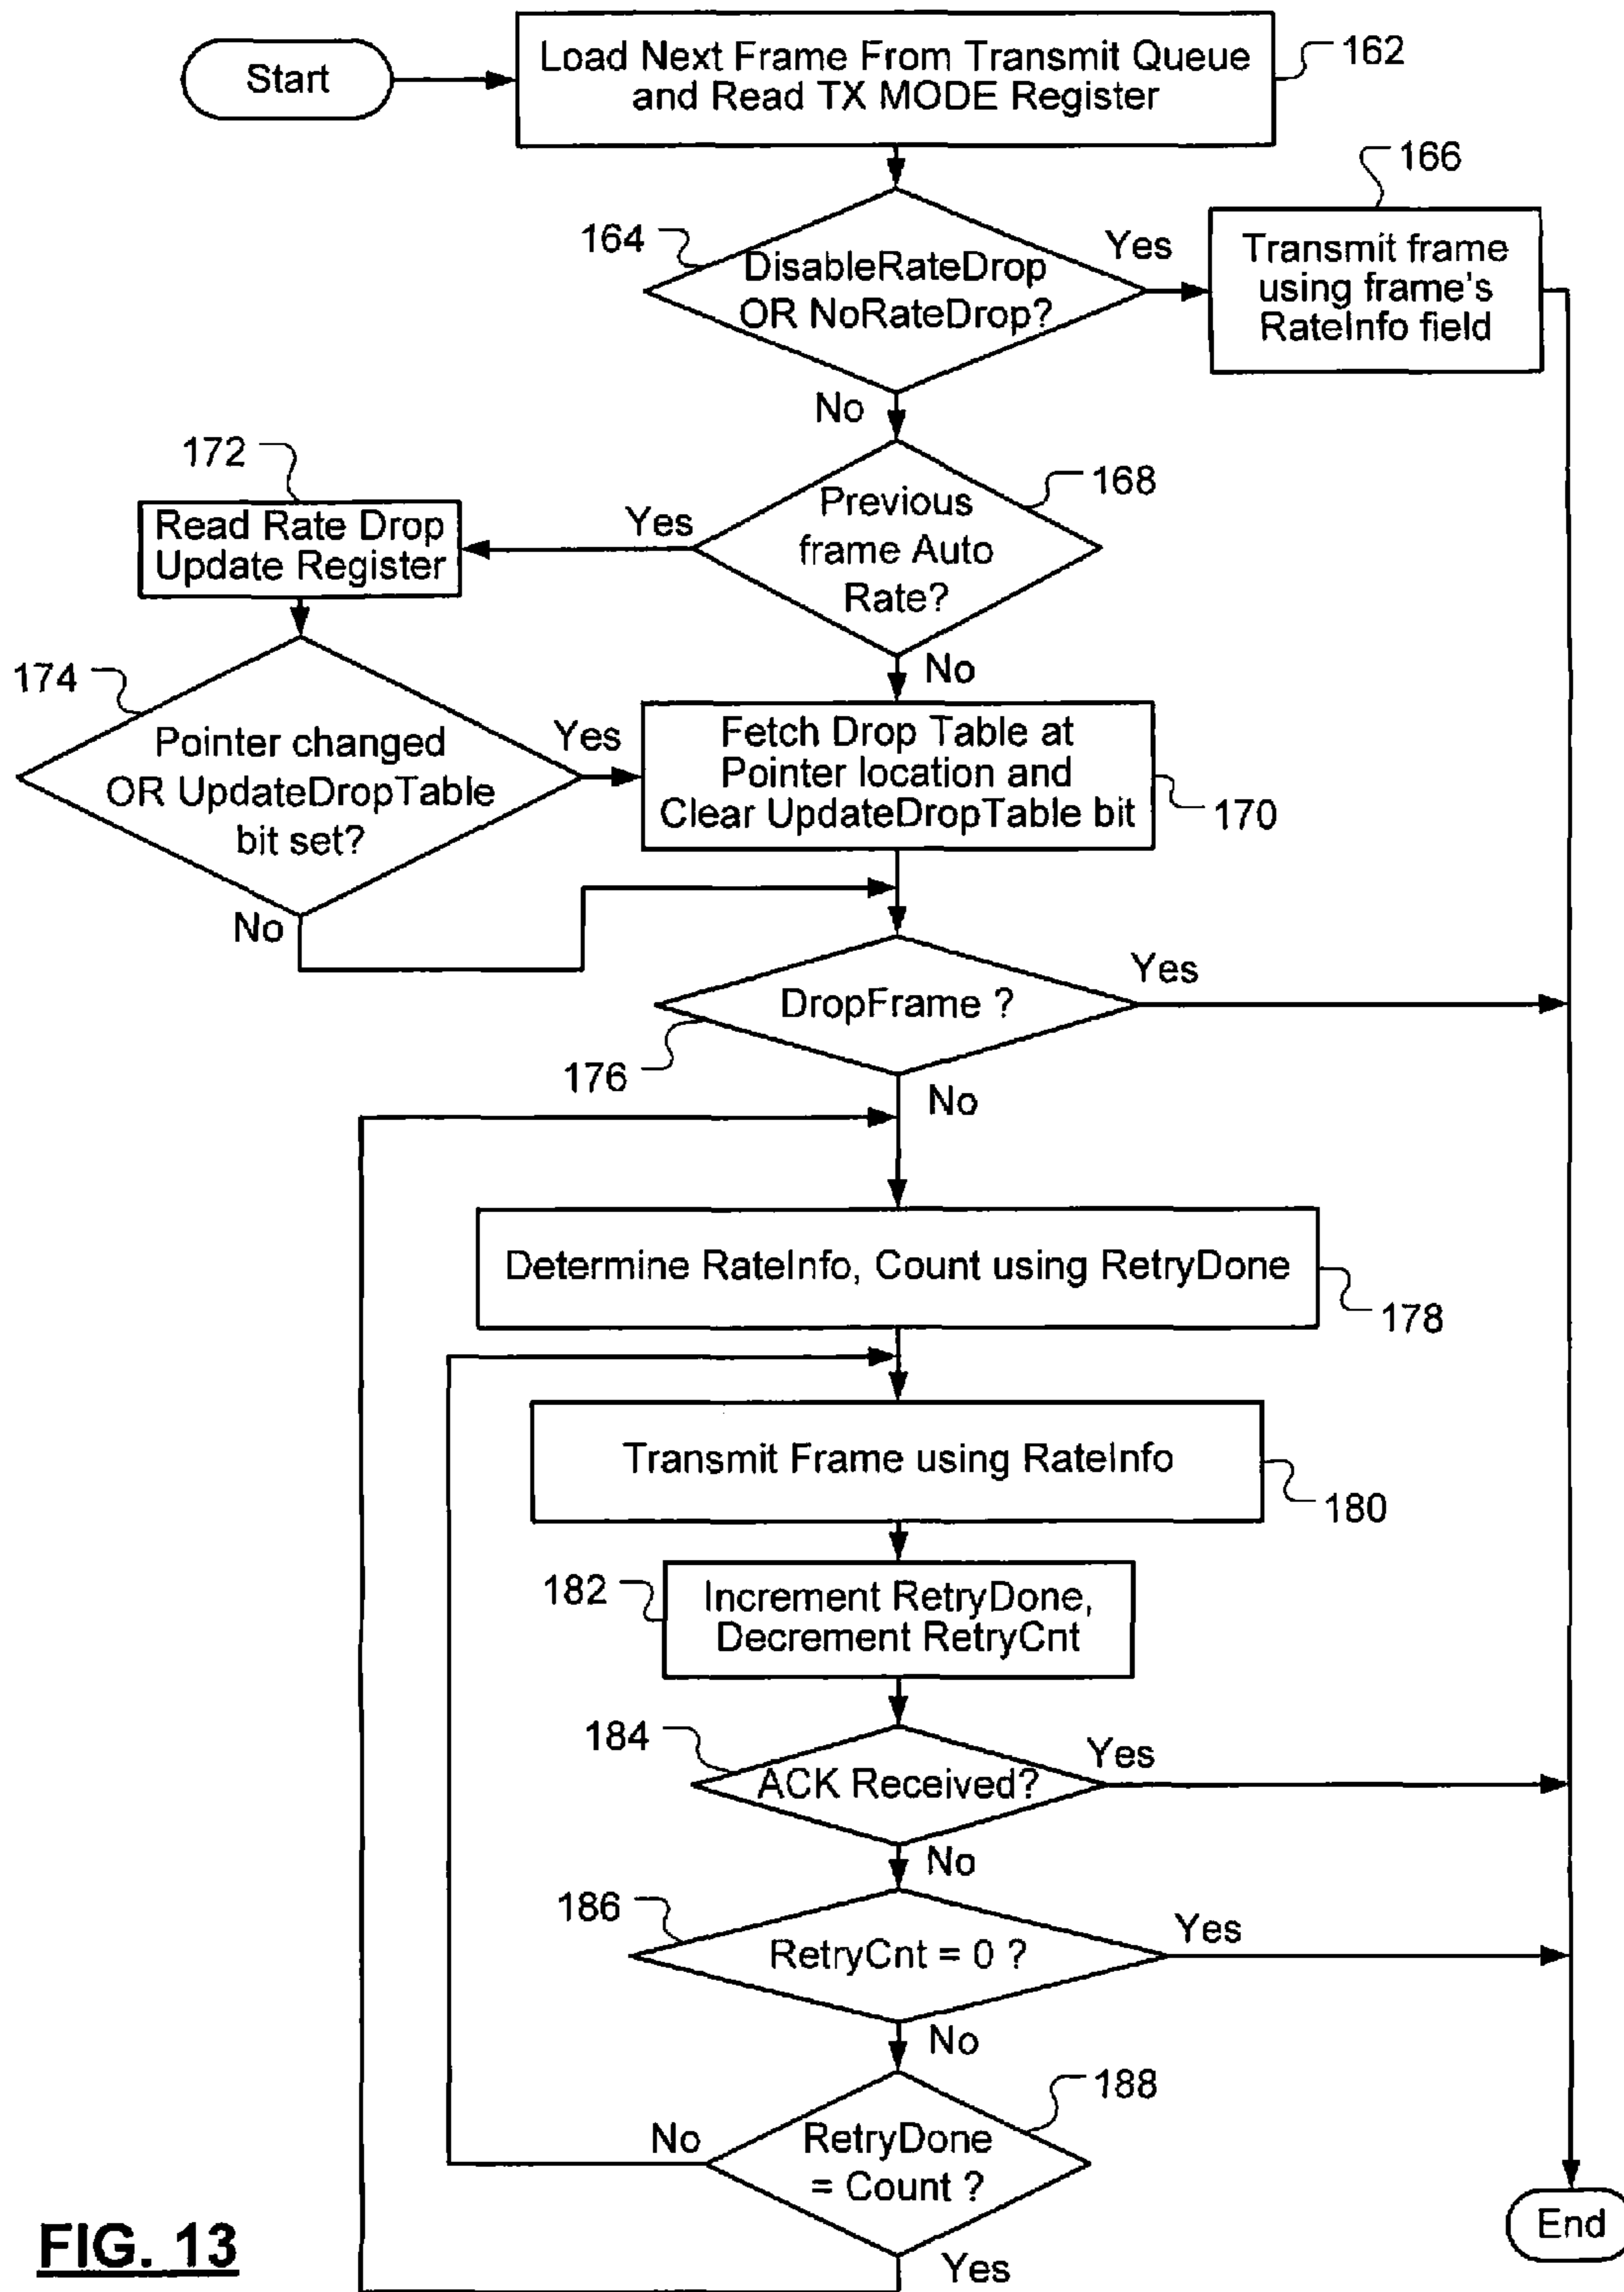 Start
Load Next Frame From Transmit Queue
and Read TX MODE Register
162
166
164
DisableRateDrop
OR NoRateDrop?
Yes
Transmit frame
using frame's
RateInfo field
No
172
168
Previous
frame Auto
Rate?
Yes
Read Rate Drop
Update Register
No
174
Pointer changed
OR UpdateDropTable
bit set?
Yes
Fetch Drop Table at
Pointer location and
Clear UpdateDropTable bit
170
No
DropFrame ?
Yes
176
No
Determine RateInfo, Count using RetryDone
178
Transmit Frame using RateInfo
180
182
Increment RetryDone,
Decrement RetryCnt
184
ACK Received?
Yes
No
186
RetryCnt = 0 ?
Yes
No
188
No
RetryDone
= Count ?
Yes
End
FIG. 13